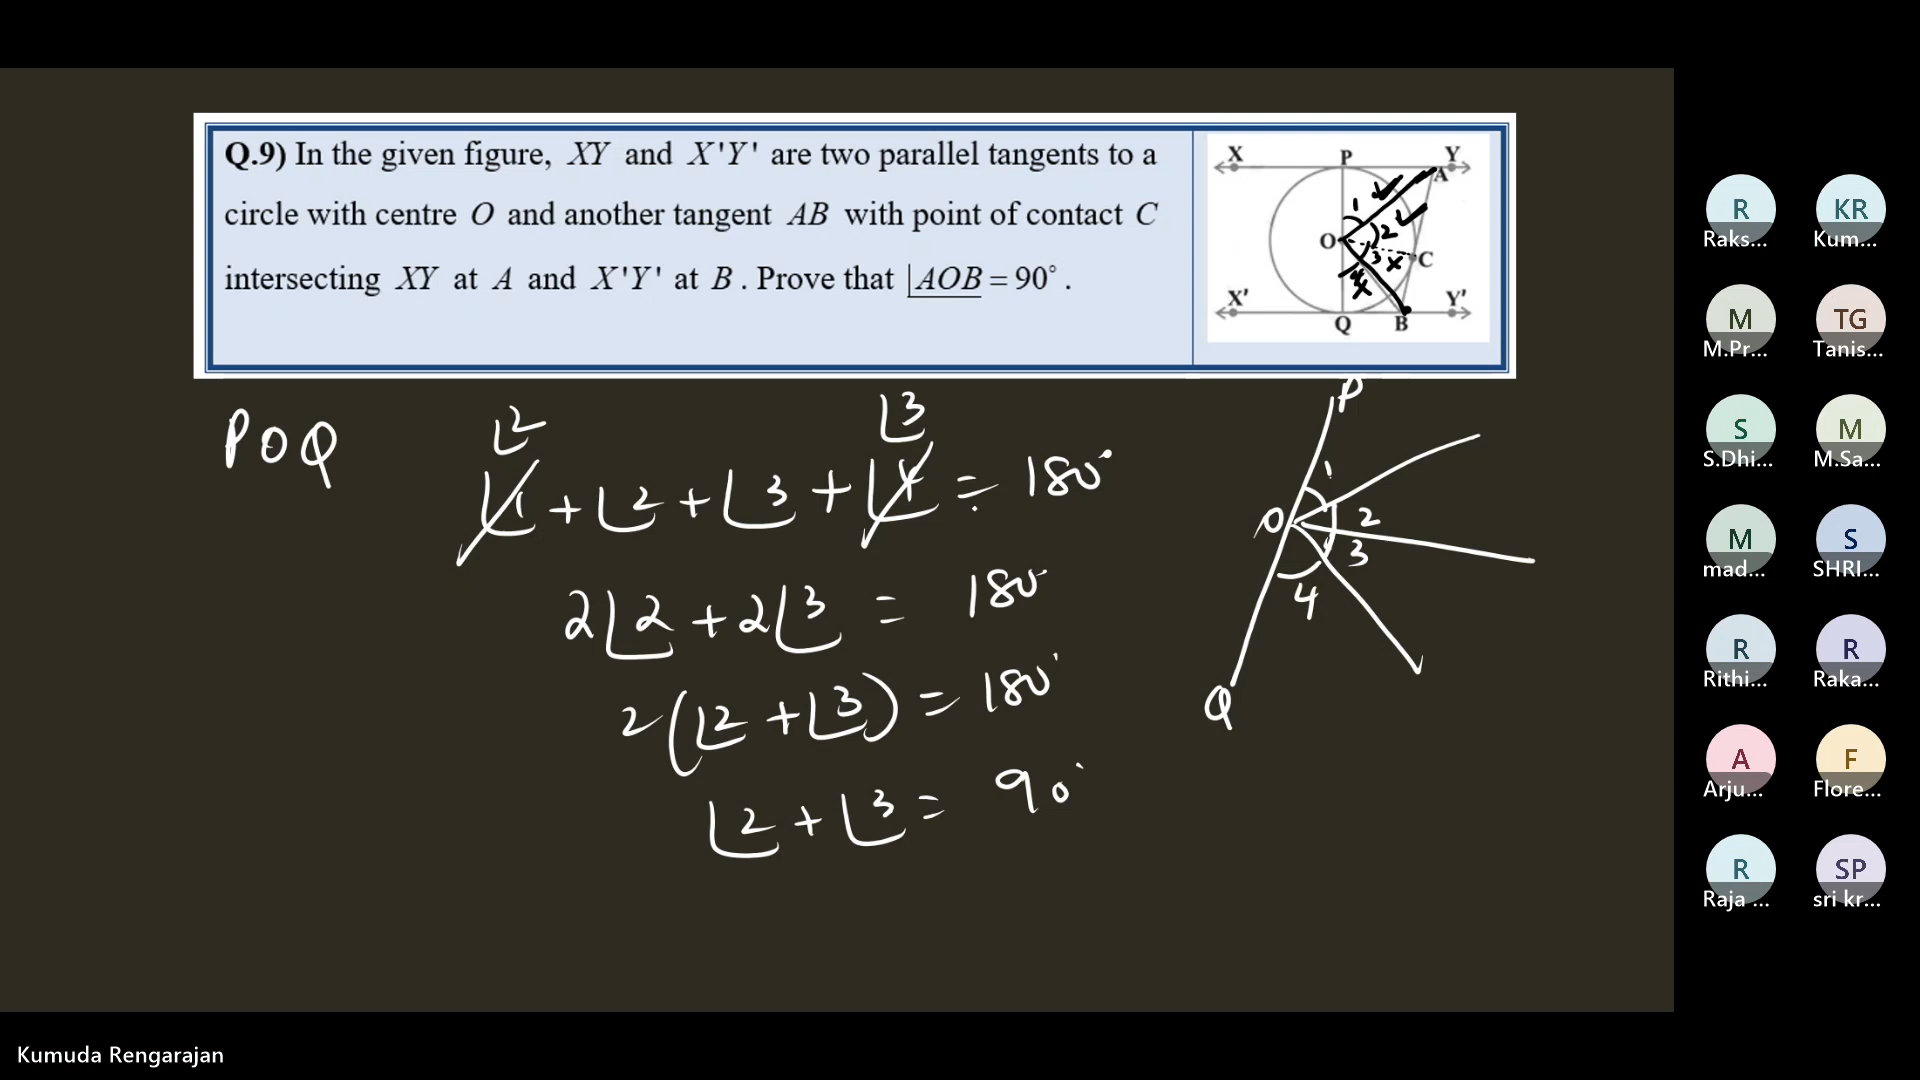 Q.9) In the given figure, XY and X'Y' are two parallel tangents to a
circle with centre O and another tangent AB with point of contact C
intersecting XY at A and X'Y' at B. Prove that ∠AOB = 90°.
X P Y
A
1
2
O
3 x C
4
x
X' Y'
Q B
POQ
∠2 ∠3
∠1 + ∠2 + ∠3 + ∠4 = 180°
2∠2 + 2∠3 = 180°
2(∠2 + ∠3) = 180°
∠2 + ∠3 = 90°
P
1
O 2
3
4
Q
R KR
Raks... Kum...
M TG
M.Pr... Tanis...
S M
S.Dhi... M.Sa...
M S
mad... SHRI...
R R
Rithi... Raka...
A F
Arju... Flore...
R SP
Raja ... sri kr...
Kumuda Rengarajan